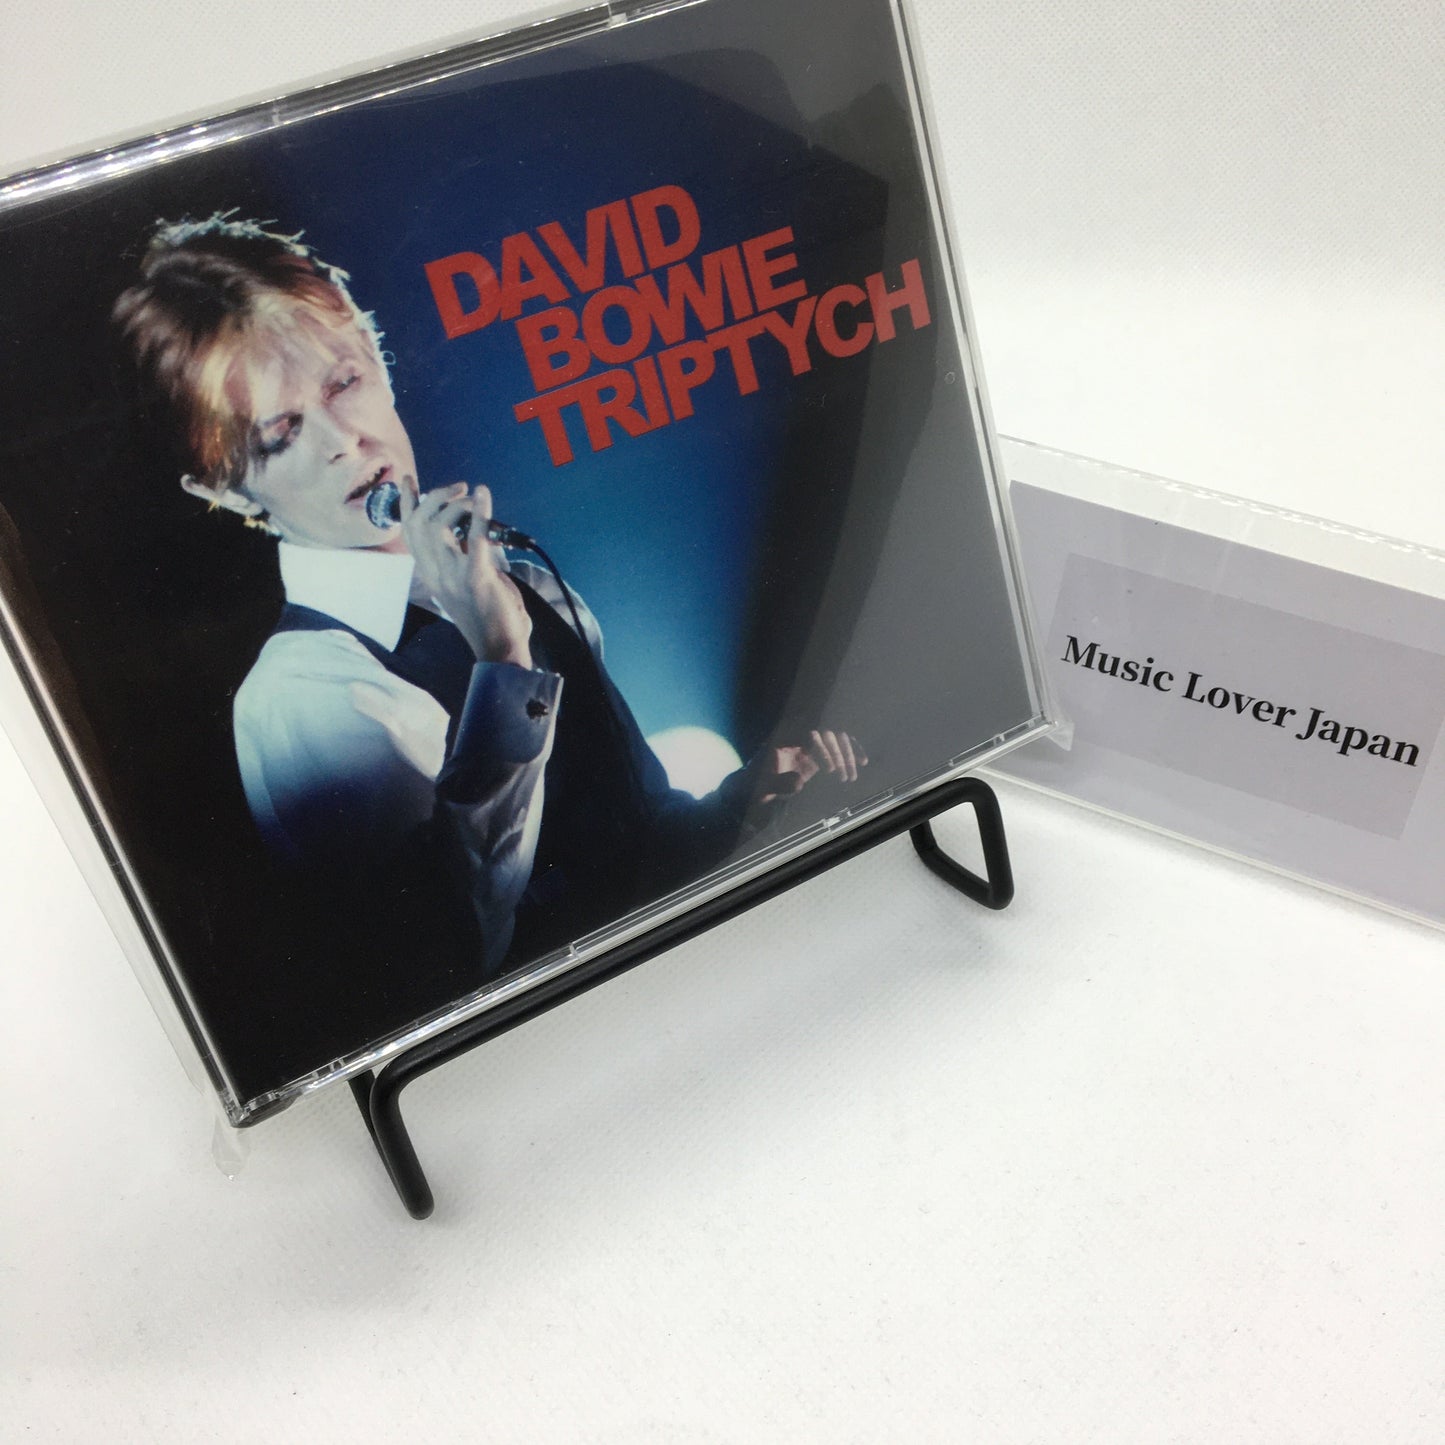 DAVID
BOWIE
TRIPTYCH
Music Lover Japan